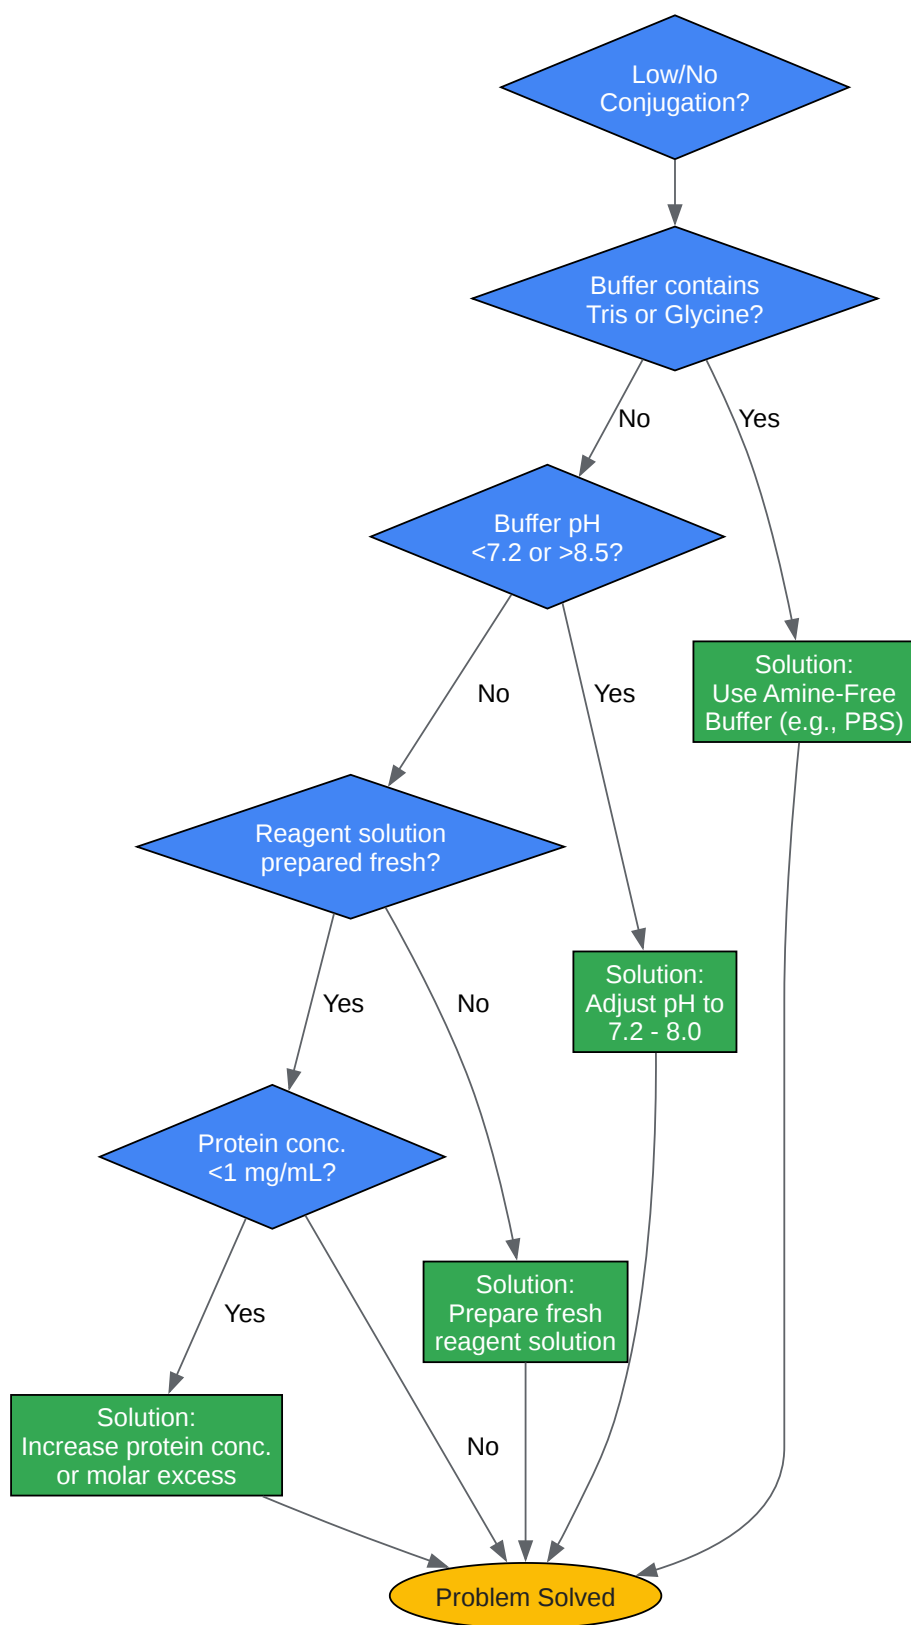 Low/No
Conjugation?
Buffer contains
Tris or Glycine?
No
Yes
Buffer pH
<7.2 or >8.5?
Solution:
Use Amine-Free
Buffer (e.g., PBS)
No
Yes
Reagent solution
prepared fresh?
Solution:
Adjust pH to
7.2 - 8.0
Yes
No
Protein conc.
<1 mg/mL?
Solution:
Prepare fresh
reagent solution
Yes
No
Solution:
Increase protein conc.
or molar excess
Problem Solved